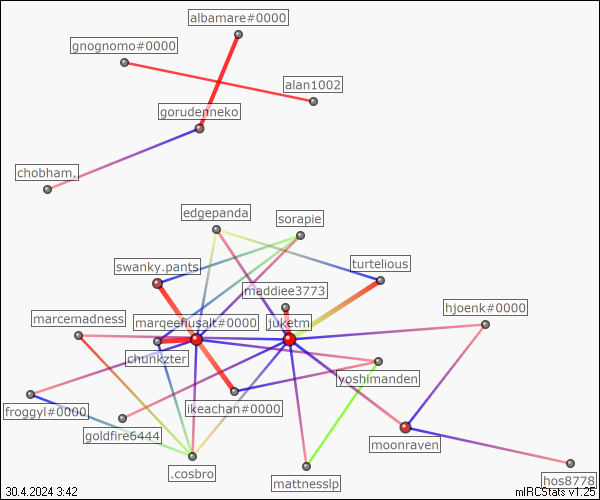 albamare#0000
gnognomo#0000
alan1002
gorudenneko
chobham.
edgepanda
sorapie
swanky.pants
turtelious
maddiee3773
hjoenk#0000
marcemadness
marqeefiusalt#0000
juketm
chunkzter
yoshimanden
froggyl#0000
ikeachan#0000
goldfire6444
moonraven
.cosbro
mattnesslp
hos8778
30.4.2024 3:42
mIRCStats v1.25